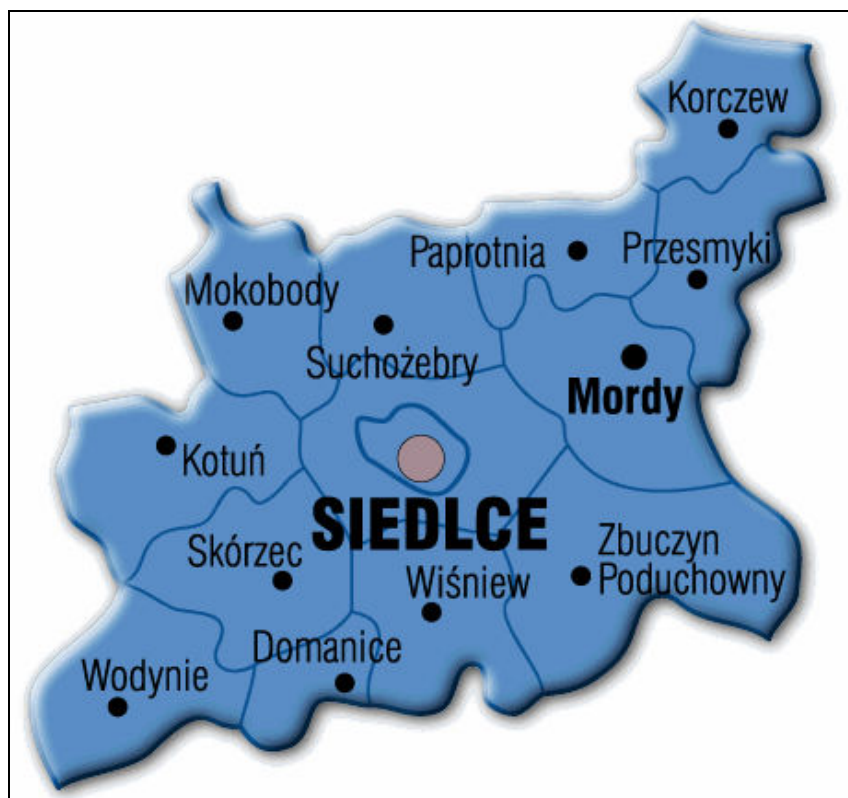 Korczew
Paprotnia
Przesmyki
Mokobody
Suchożebry
Mordy
Kotuń
SIEDLCE
Skórzec
Wiśniew
Zbuczyn
Poduchowny
Domanice
Wodynie